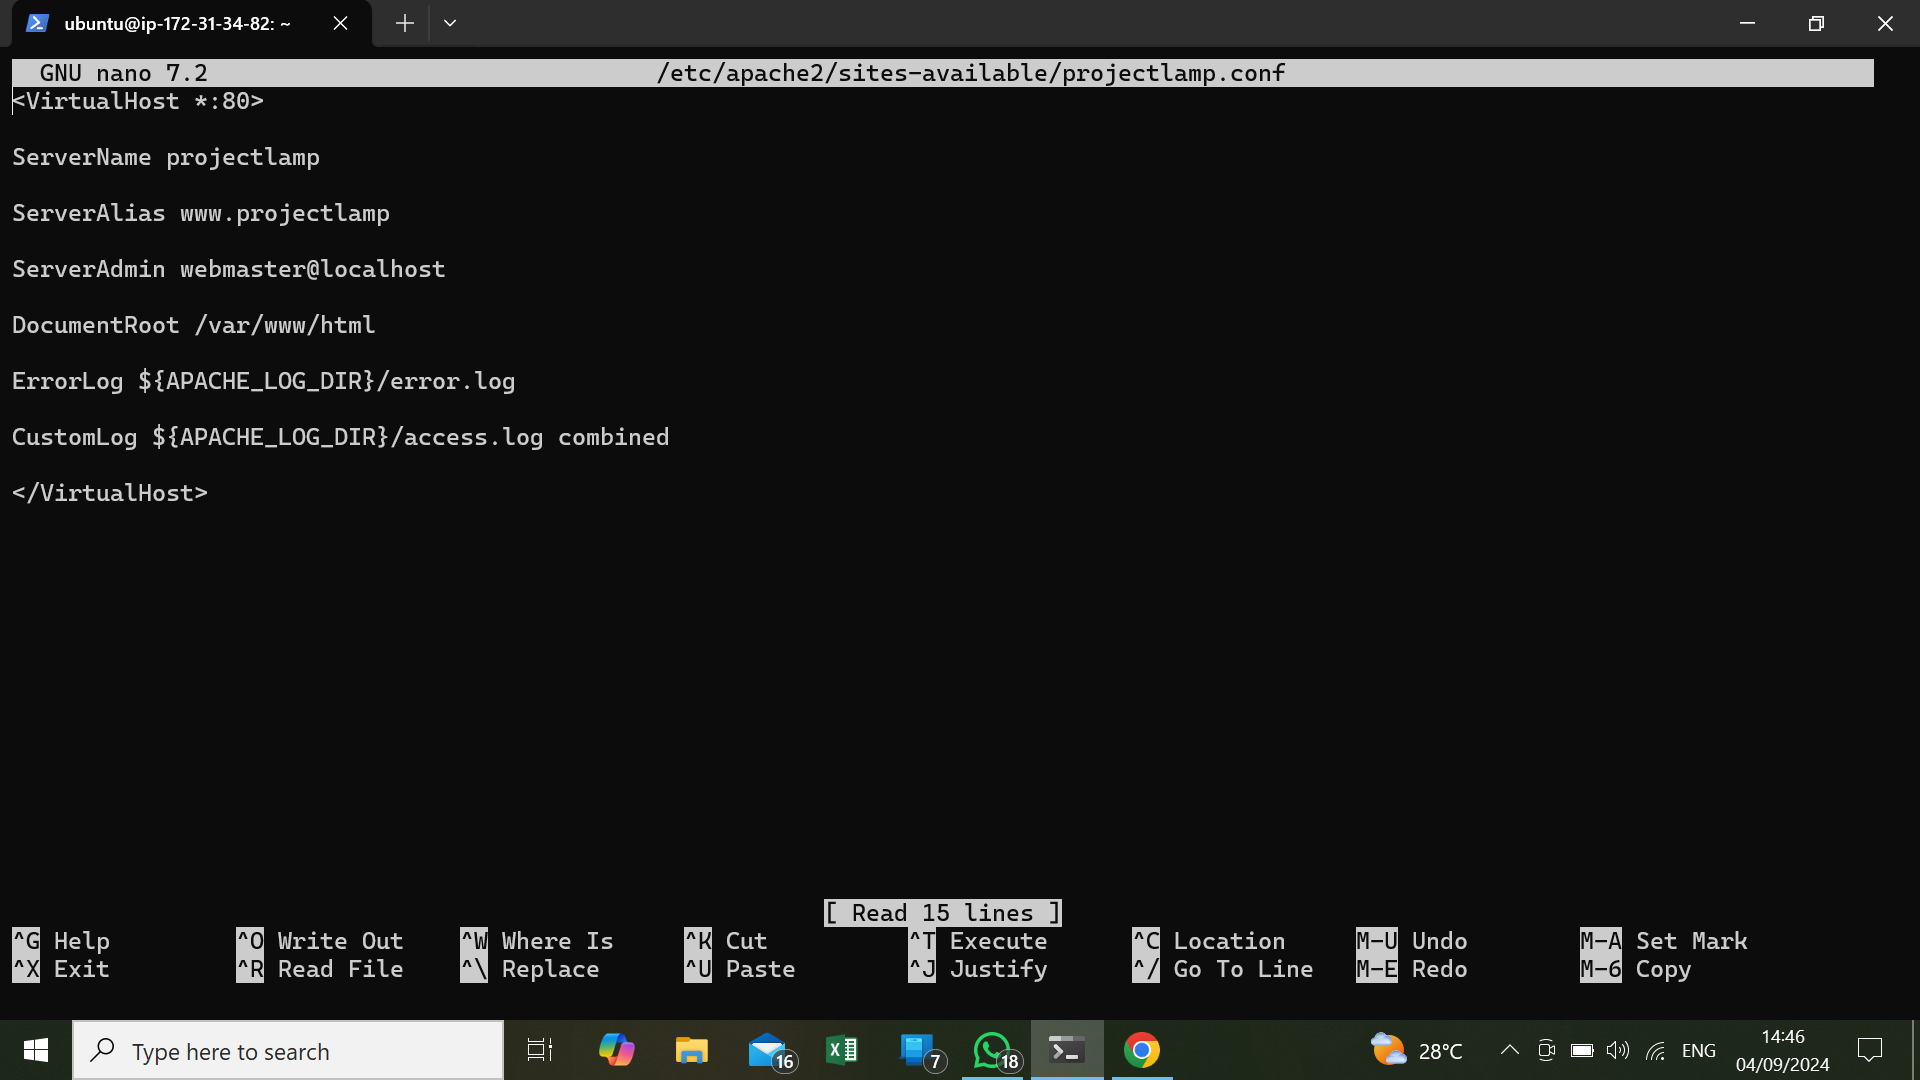 ubuntu@ip-172-31-34-82: ~
GNU nano 7.2 /etc/apache2/sites-available/projectlamp.conf
<VirtualHost *:80>
ServerName projectlamp
ServerAlias www.projectlamp
ServerAdmin webmaster@localhost
DocumentRoot /var/www/html
ErrorLog ${APACHE_LOG_DIR}/error.log
CustomLog ${APACHE_LOG_DIR}/access.log combined
</VirtualHost>
[ Read 15 lines ]
^G Help ^O Write Out ^W Where Is ^K Cut ^T Execute ^C Location M-U Undo M-A Set Mark
^X Exit ^R Read File ^\ Replace ^U Paste ^J Justify ^/ Go To Line M-E Redo M-6 Copy
Type here to search 16 7 18 28°C ENG 14:46
04/09/2024